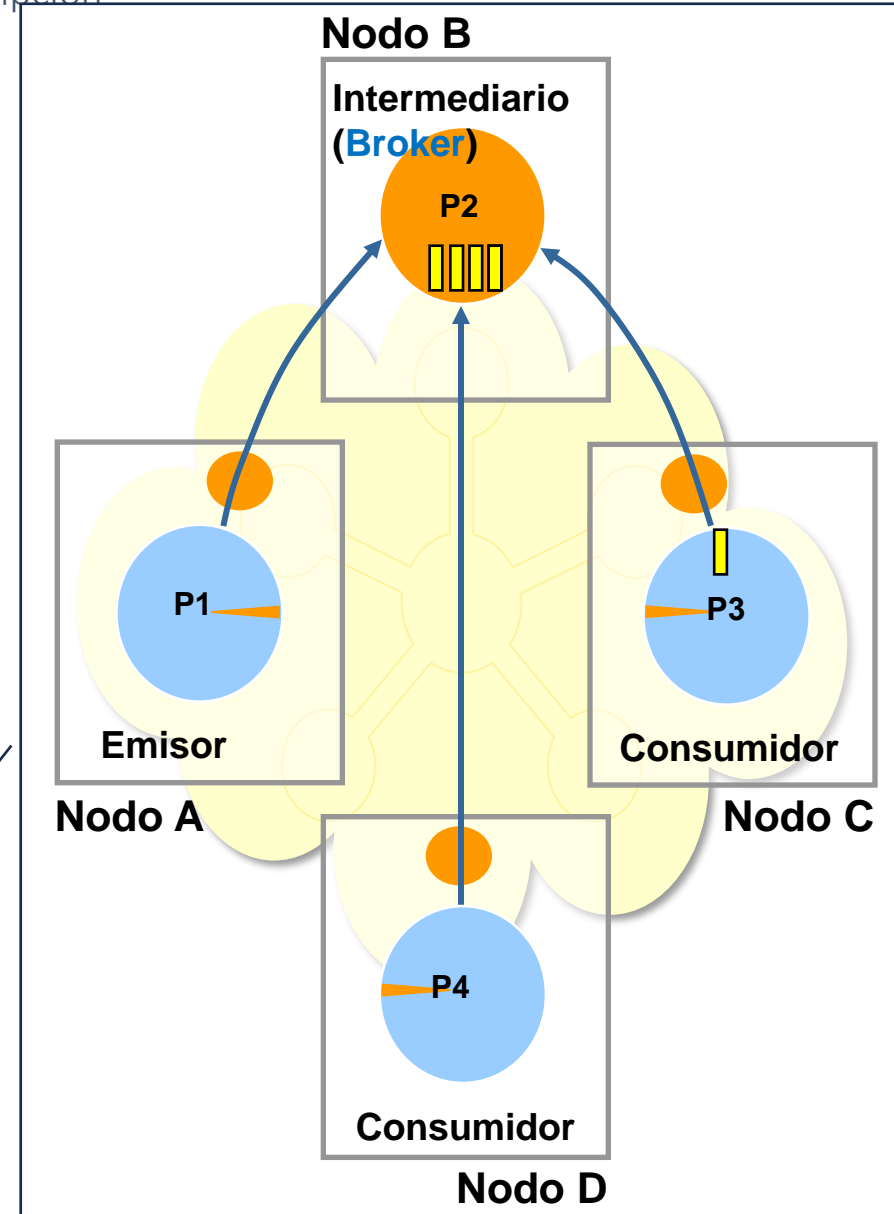 Nodo B
Intermediario
(Broker)
P2
P1
P3
Emisor
Consumidor
Nodo A
Nodo C
P4
Consumidor
Nodo D